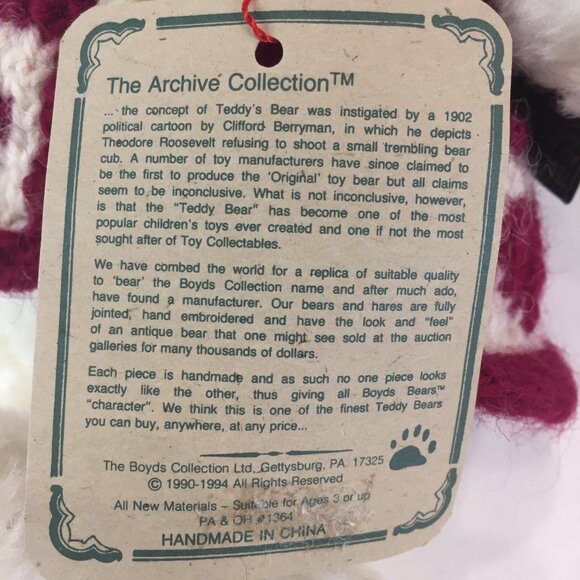 The Archive Collection™
... the concept of Teddy's Bear was instigated by a 1902
political cartoon by Clifford Berryman, in which he depicts
Theodore Roosevelt refusing to shoot a small trembling bear
cub. A number of toy manufacturers have since claimed to
be the first to produce the 'Original' toy bear but all claims
seem to be inconclusive. What is not inconclusive, however,
is that the "Teddy Bear" has become one of the most
popular children's toys ever created and one if not the most
sought after of Toy Collectables.
We have combed the world for a replica of suitable quality
to 'bear' the Boyds Collection name and after much ado,
have found a manufacturer. Our bears and hares are fully
jointed, hand embroidered and have the look and "feel"
of an antique bear that one might see sold at the auction
galleries for many thousands of dollars.
Each piece is handmade and as such no one piece looks
exactly like the other, thus giving all Boyds Bears™
"character". We think this is one of the finest Teddy Bears
you can buy, anywhere, at any price...
The Boyds Collection Ltd., Gettysburg, PA. 17325
© 1990-1994 All Rights Reserved
All New Materials – Suitable for Ages 3 or up
PA & OH #1364
HANDMADE IN CHINA